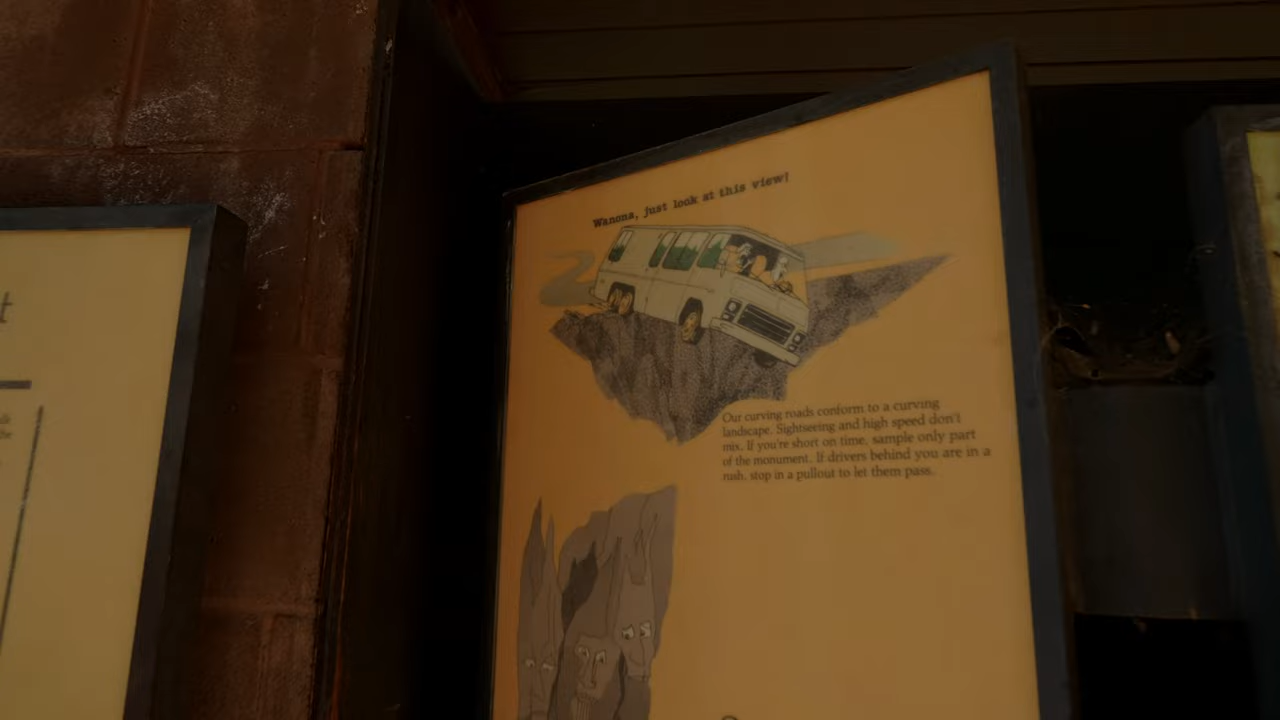 Wanona, just look at this view!
Our curving roads conform to a curving
landscape. Sightseeing and high speed don't
mix. If you're short on time, sample only part
of the monument. If drivers behind you are in a
rush, stop in a pullout to let them pass.